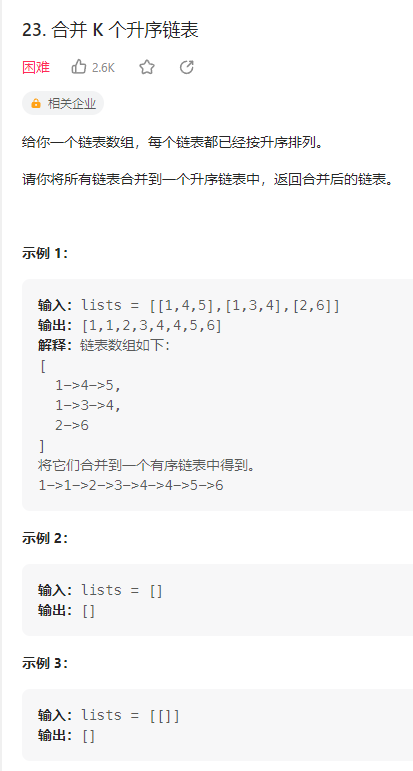 23. 合并 K 个升序链表
困难 2.6K
相关企业
给你一个链表数组，每个链表都已经按升序排列。
请你将所有链表合并到一个升序链表中，返回合并后的链表。
示例 1：
输入：lists = [[1,4,5],[1,3,4],[2,6]]
输出：[1,1,2,3,4,4,5,6]
解释：链表数组如下：
[
  1->4->5,
  1->3->4,
  2->6
]
将它们合并到一个有序链表中得到。
1->1->2->3->4->4->5->6
示例 2：
输入：lists = []
输出：[]
示例 3：
输入：lists = [[]]
输出：[]